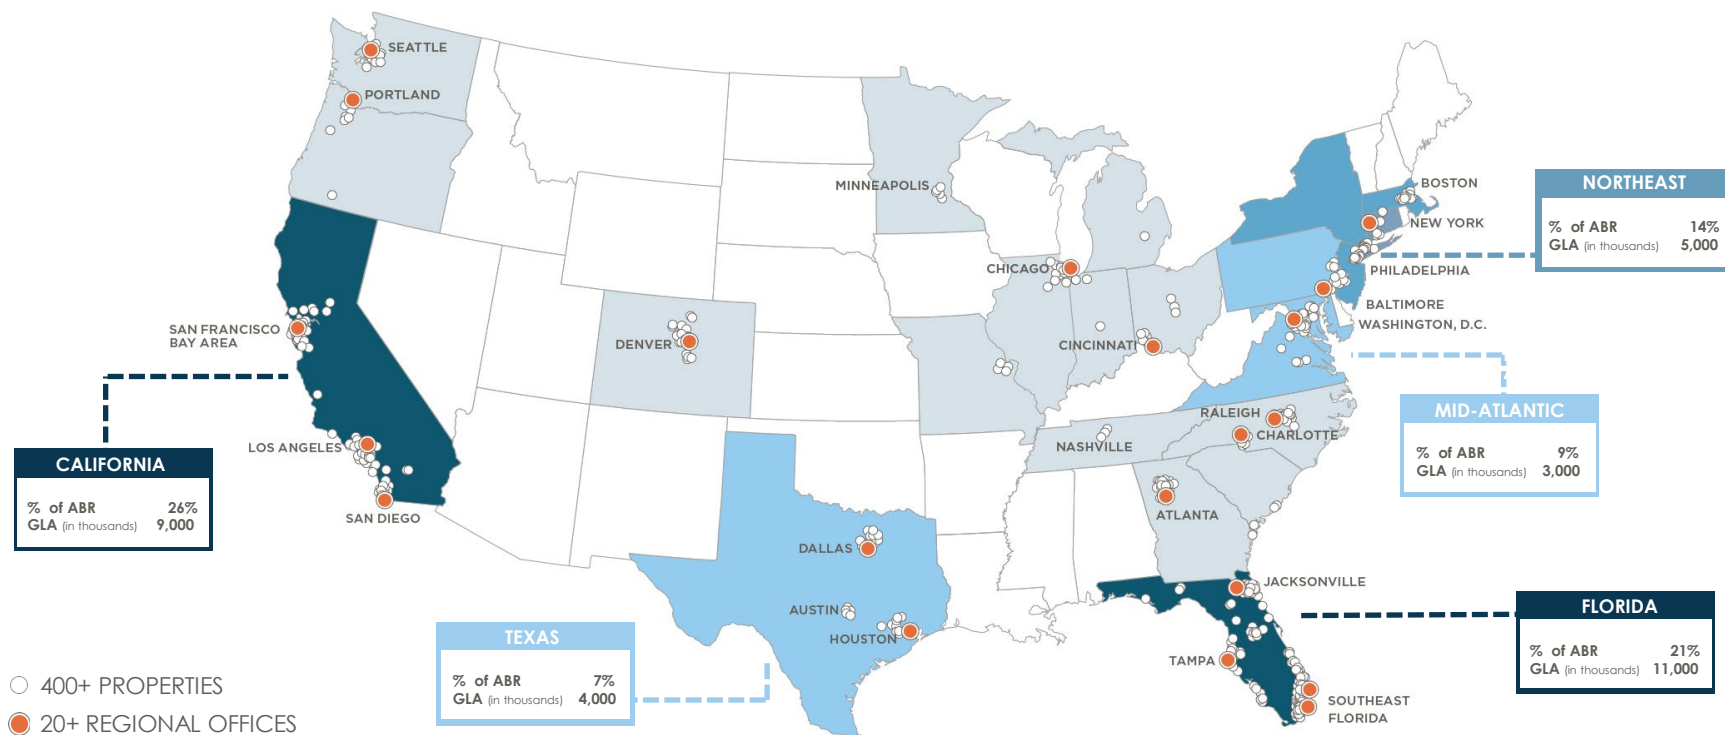 SEATTLE
PORTLAND
MINNEAPOLIS
BOSTON
NEW YORK
NORTHEAST
% of ABR 14%
GLA (in thousands) 5,000
CHICAGO
PHILADELPHIA
BALTIMORE
WASHINGTON, D.C.
SAN FRANCISCO
BAY AREA
DENVER
CINCINNATI
MID-ATLANTIC
% of ABR 9%
GLA (in thousands) 3,000
RALEIGH
CHARLOTTE
NASHVILLE
LOS ANGELES
CALIFORNIA
% of ABR 26%
GLA (in thousands) 9,000
SAN DIEGO
ATLANTA
DALLAS
AUSTIN
HOUSTON
JACKSONVILLE
FLORIDA
% of ABR 21%
GLA (in thousands) 11,000
TEXAS
% of ABR 7%
GLA (in thousands) 4,000
TAMPA
SOUTHEAST
FLORIDA
400+ PROPERTIES
20+ REGIONAL OFFICES